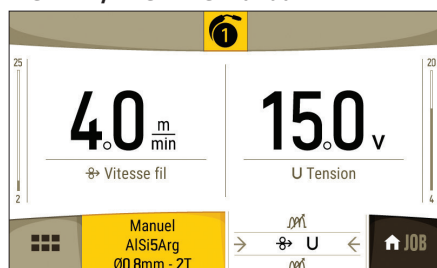 1
25
20
4.0 m/min
15.0 V
Vitesse fil
U Tension
2
4
Manuel
AlSi5Arg
Ø0.8mm - 2T
U
JOB